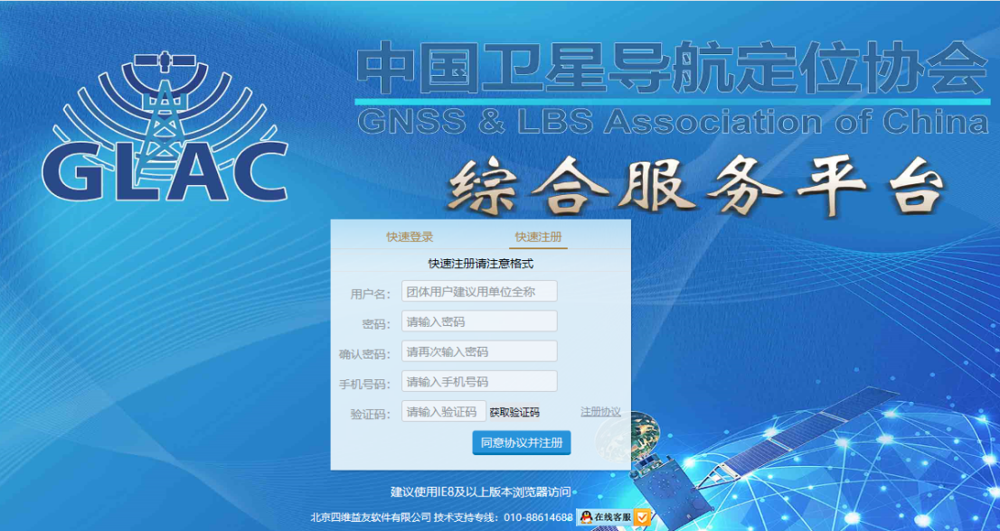 中国卫星导航定位协会
GNSS & LBS Association of China
GLAC
综合服务平台
快速登录 快速注册
快速注册请注意格式
用户名： 团体用户建议用单位全称
密码： 请输入密码
确认密码： 请再次输入密码
手机号码： 请输入手机号码
验证码： 请输入验证码 获取验证码 注册协议
同意协议并注册
建议使用IE8及以上版本浏览器访问
北京四维益友软件有限公司 技术支持专线：010-88614688 在线客服